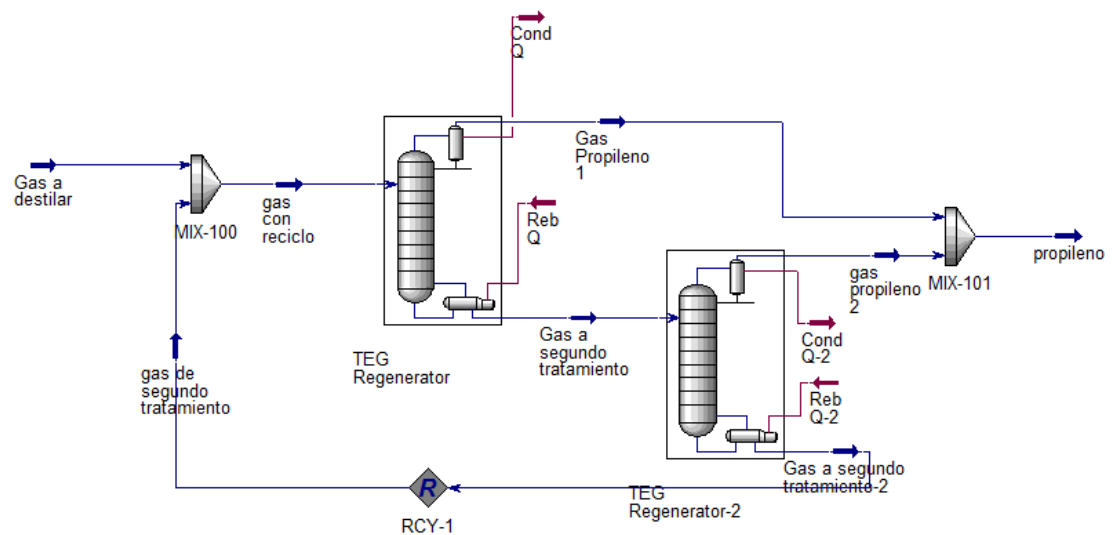 Cond
Q
Gas
Propileno
1
Gas a
destilar
MIX-100
gas
con
reciclo
Reb
Q
TEG
Regenerator
Gas a
segundo
tratamiento
gas
propileno
2
MIX-101
propileno
Cond
Q-2
Reb
Q-2
gas de
segundo
tratamiento
Gas a segundo
tratamiento-2
TEG
Regenerator-2
R
RCY-1